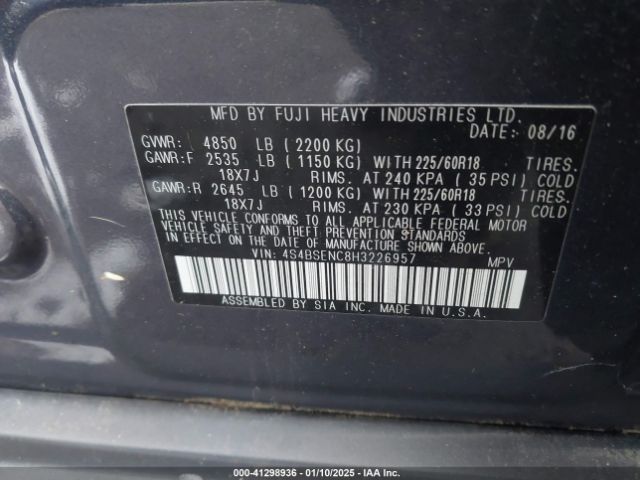 MFD BY FUJI HEAVY INDUSTRIES LTD.
DATE: 08/16
GVWR: 4850 LB (2200 KG)
GAWR:F 2535 LB (1150 KG) WITH 225/60R18 TIRES.
18X7J RIMS. AT 240 KPA (35 PSI) COLD
GAWR:R 2645 LB (1200 KG) WITH 225/60R18 TIRES.
18X7J RIMS. AT 230 KPA (33 PSI) COLD
THIS VEHICLE CONFORMS TO ALL APPLICABLE FEDERAL MOTOR
VEHICLE SAFETY AND THEFT PREVENTION STANDARDS
IN EFFECT ON THE DATE OF MANUFACTURE SHOWN ABOVE.
VIN: 4S4BSENC8H3226957 MPV
ASSEMBLED BY SIA INC. MADE IN U.S.A.
000-41298936 - 01/10/2025 - IAA Inc.